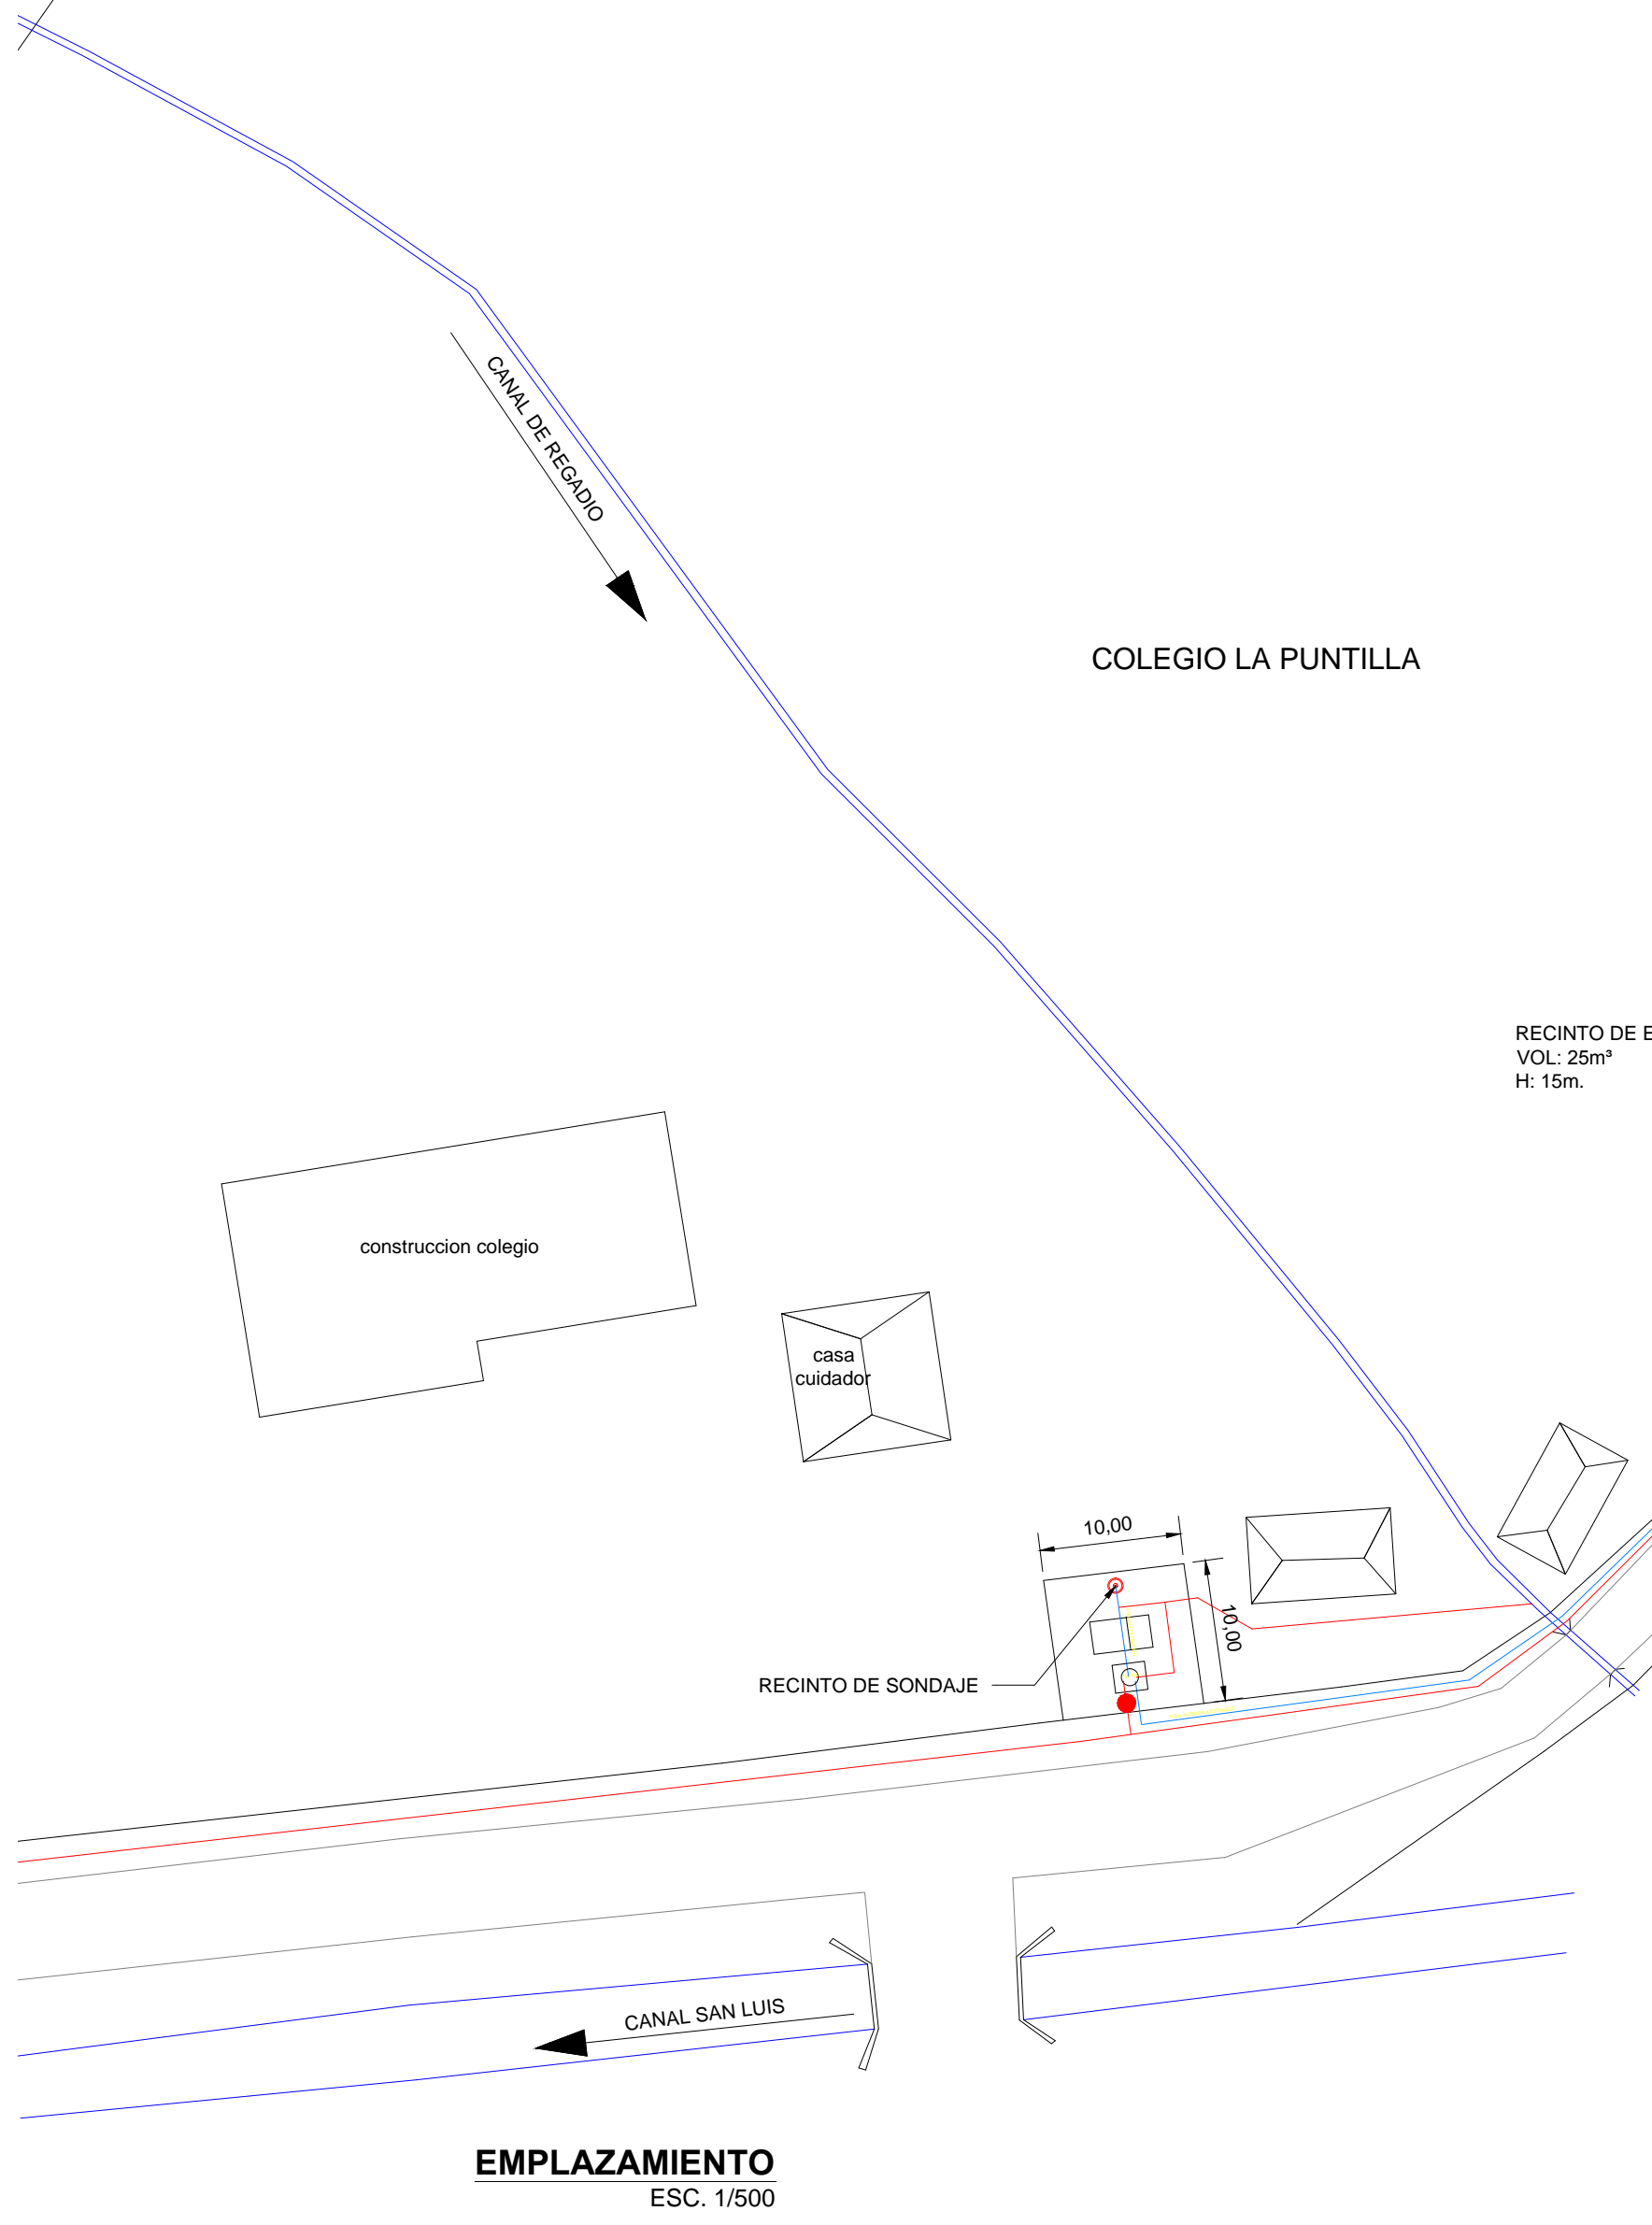 CANAL DE REGADIO
COLEGIO LA PUNTILLA
RECINTO DE E
VOL: 25m³
H: 15m.
construccion colegio
casa
cuidador
10,00
10,00
RECINTO DE SONDAJE
CANAL SAN LUIS
EMPLAZAMIENTO
ESC. 1/500